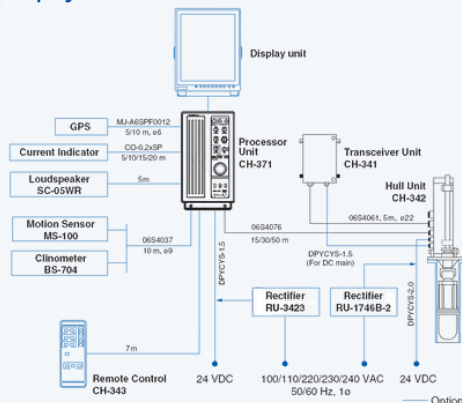 Display unit
GPS
MJ-A6SPF0012
5/10 m, ø6
Current Indicator
CO-0.2x5P
5/10/15/20 m
Loudspeaker
SC-05WR
5m
Processor
Unit
CH-371
Transceiver Unit
CH-341
Hull Unit
CH-342
06S4061, 5m, ø22
Motion Sensor
MS-100
Clinometer
BS-704
06S4037
10 m, ø9
06S4076
15/30/50 m
DPYCYS-1.5
DPYCYS-1.5
(For DC main)
DPYCYS-2.0
Rectifier
RU-3423
Rectifier
RU-1746B-2
7m
Remote Control
CH-343
24 VDC
100/110/220/230/240 VAC
50/60 Hz, 1ø
24 VDC
Option